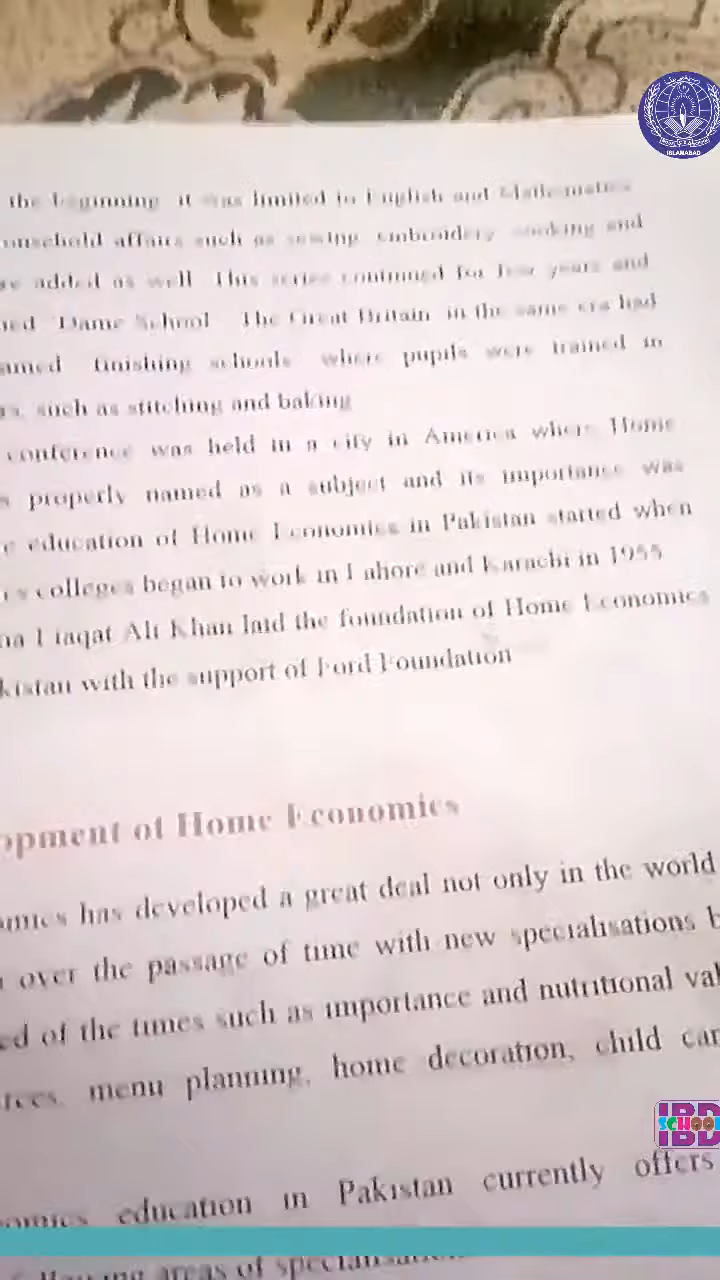 ISLAMABAD
the beginning it was limited to English and Mathematics
household affairs such as sewing embroidery cooking and
added as well This series continued for few years and
Dame School The Great Britain in the same era had
finishing schools where pupils were trained in
such as stitching and baking
conference was held in a city in America where Home
properly named as a subject and its importance was
education of Home Economics in Pakistan started when
colleges began to work in Lahore and Karachi in 1955
Liaqat Ali Khan laid the foundation of Home Economics
kistan with the support of Ford Foundation
opment of Home Economics
omics has developed a great deal not only in the world
over the passage of time with new specialisations b
ed of the times such as importance and nutritional val
menu planning, home decoration, child car
IBD
SCHOOL
IBD
omics education in Pakistan currently offers
areas of